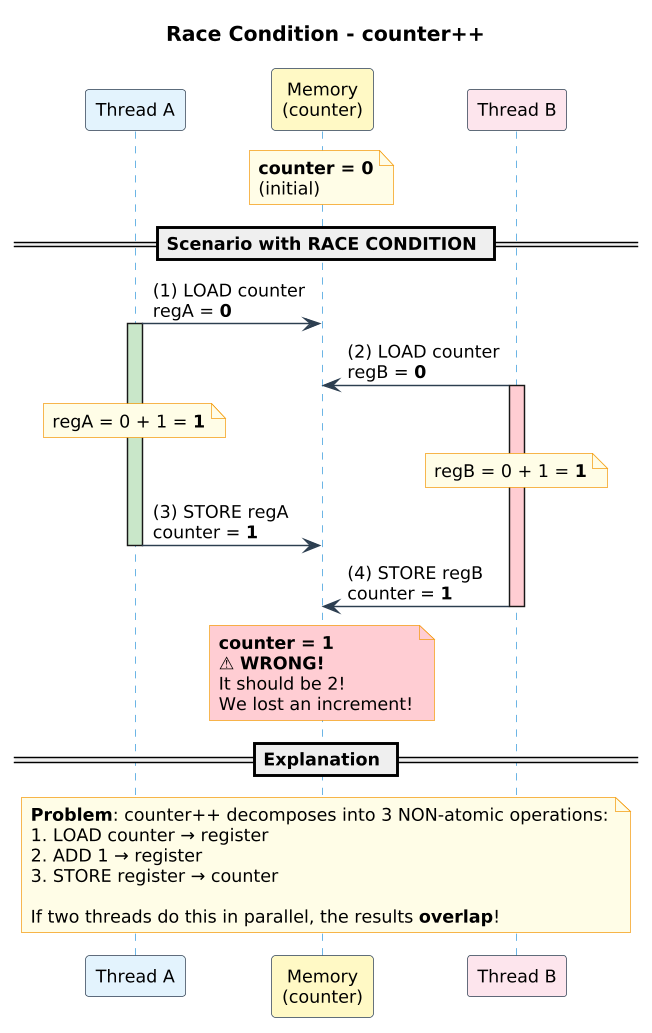 Race Condition - counter++
Thread A
Memory
(counter)
Thread B
counter = 0
(initial)
Scenario with RACE CONDITION
(1) LOAD counter
regA = 0
(2) LOAD counter
regB = 0
regA = 0 + 1 = 1
regB = 0 + 1 = 1
(3) STORE regA
counter = 1
(4) STORE regB
counter = 1
counter = 1
⚠ WRONG!
It should be 2!
We lost an increment!
Explanation
Problem: counter++ decomposes into 3 NON-atomic operations:
1. LOAD counter → register
2. ADD 1 → register
3. STORE register → counter
If two threads do this in parallel, the results overlap!
Thread A
Memory
(counter)
Thread B